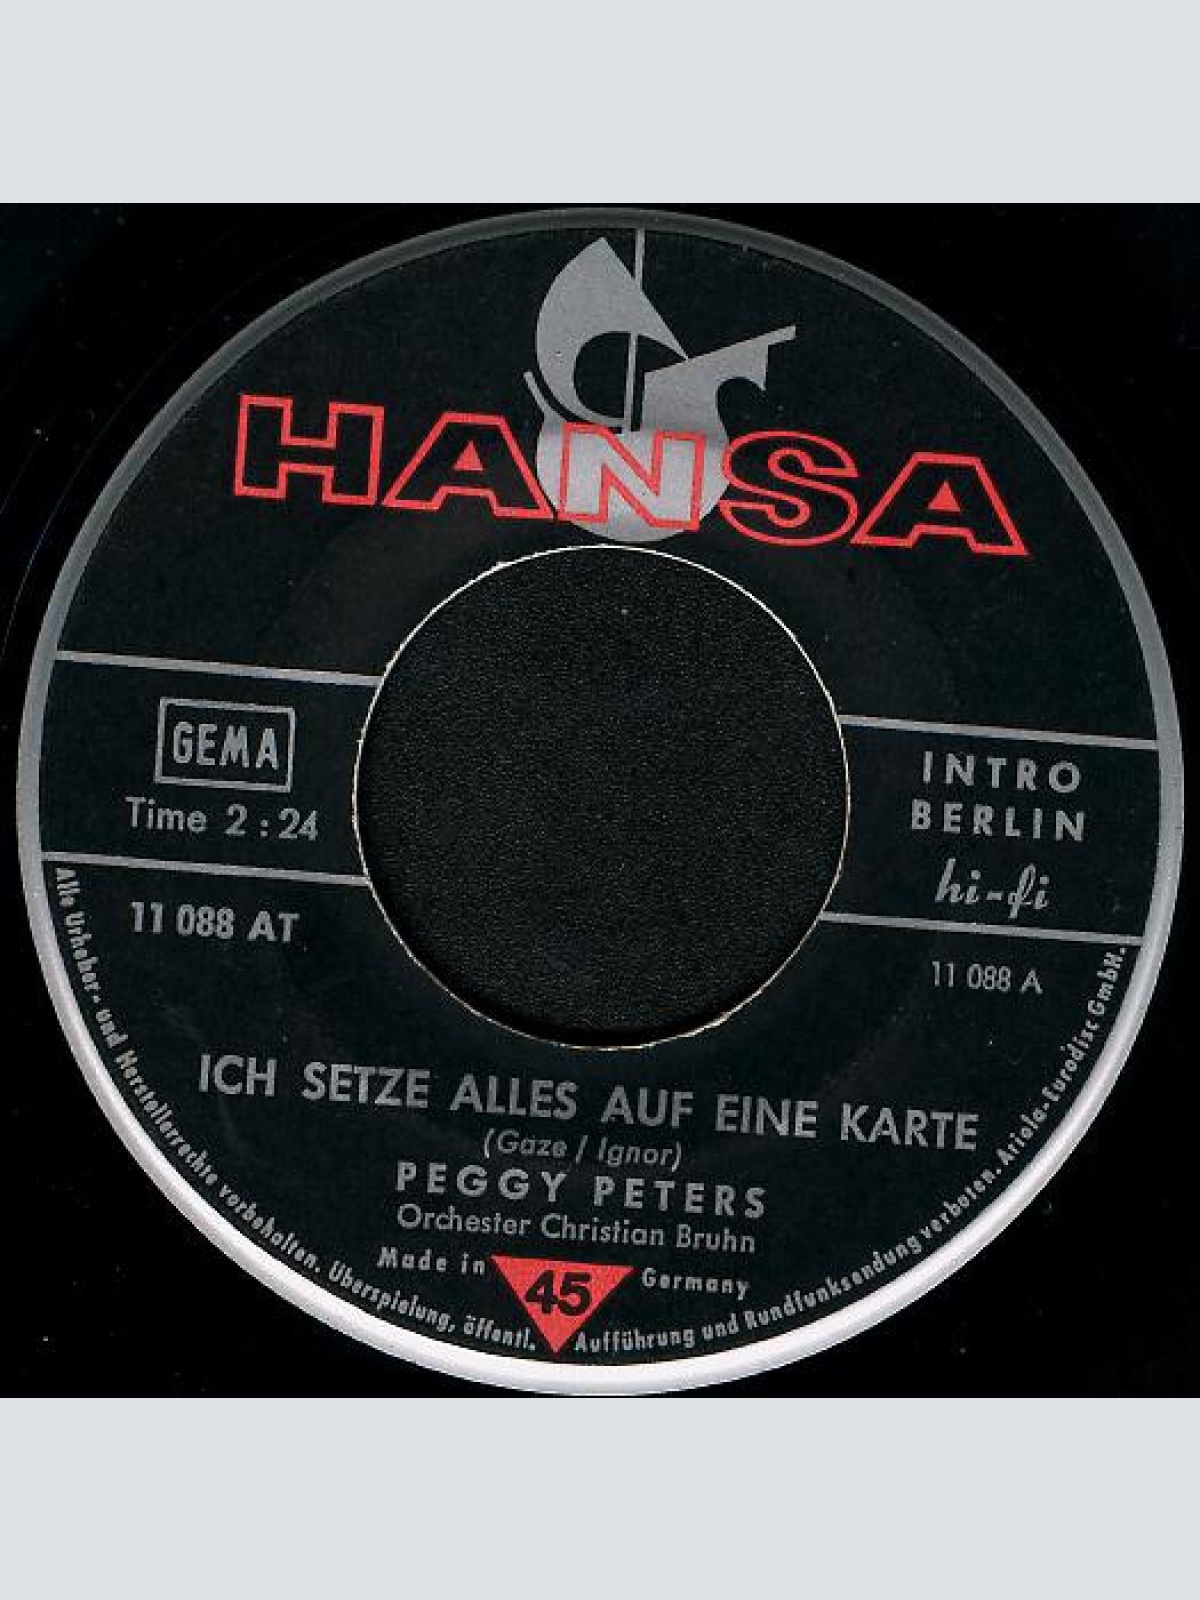 HANSA
GEMA
Time 2 : 24
INTRO
BERLIN
hi-fi
11 088 AT
11 088 A
ICH SETZE ALLES AUF EINE KARTE
(Gaze / Ignor)
PEGGY PETERS
Orchester Christian Bruhn
Made in 45 Germany
Alle Urheber- und Herstellerrechte vorbehalten. Überspielung, öffentl. Aufführung und Rundfunksendung verboten. Ariola-Eurodisc GmbH.